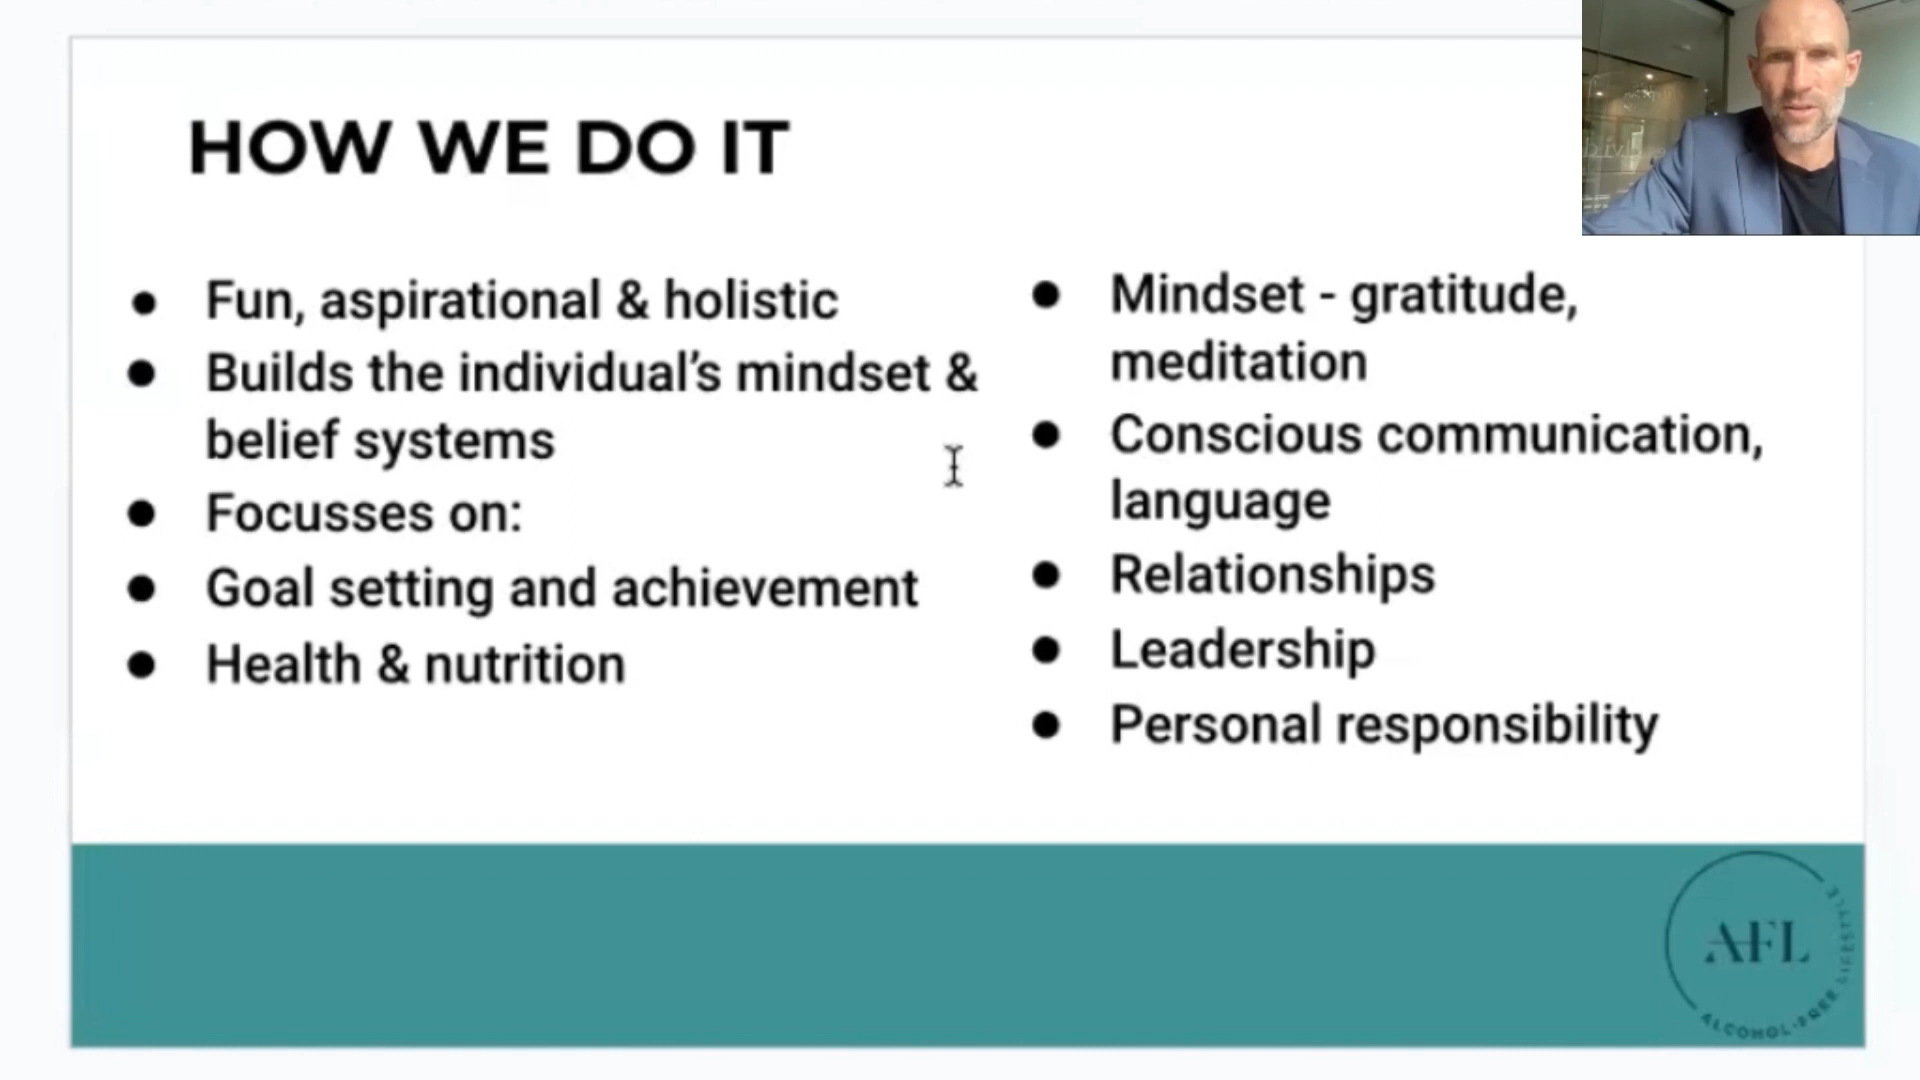 HOW WE DO IT
● Fun, aspirational & holistic
● Builds the individual’s mindset &
belief systems
● Focusses on:
● Goal setting and achievement
● Health & nutrition
● Mindset - gratitude,
meditation
● Conscious communication,
language
● Relationships
● Leadership
● Personal responsibility
AFL
ALCOHOL-FREE LIFESTYLE